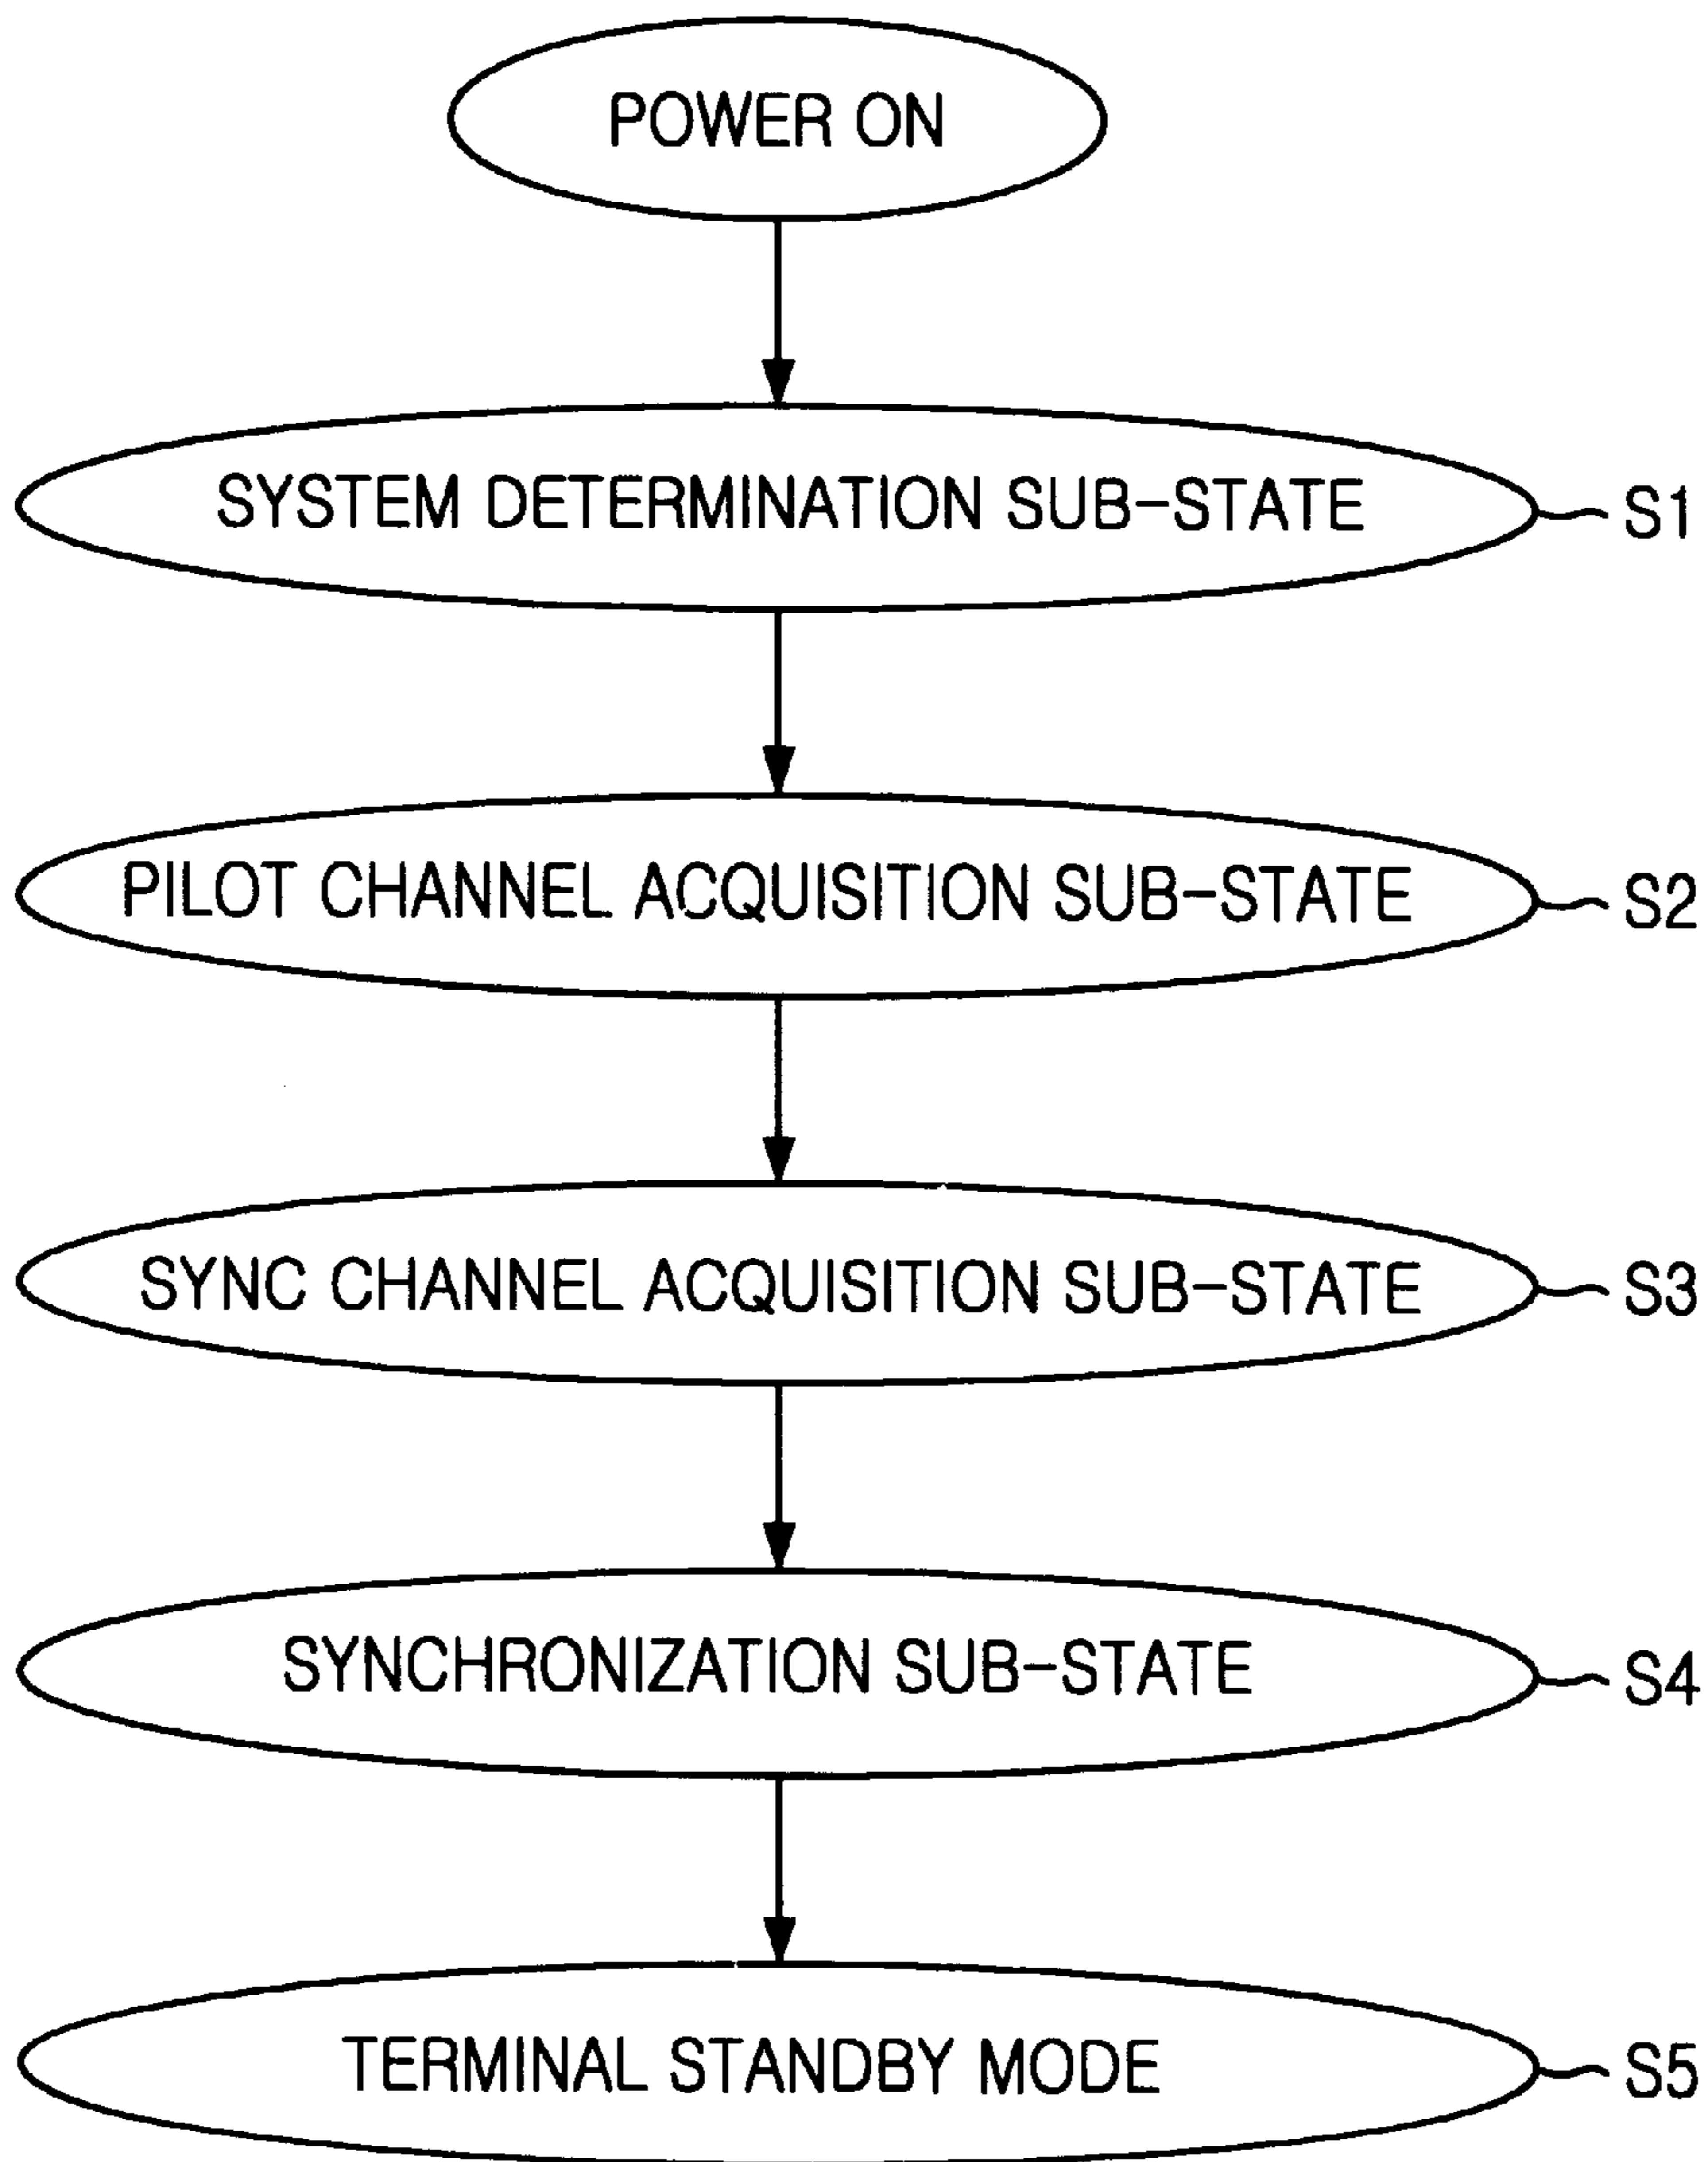 POWER ON
SYSTEM DETERMINATION SUB-STATE S1
PILOT CHANNEL ACQUISITION SUB-STATE S2
SYNC CHANNEL ACQUISITION SUB-STATE S3
SYNCHRONIZATION SUB-STATE S4
TERMINAL STANDBY MODE S5